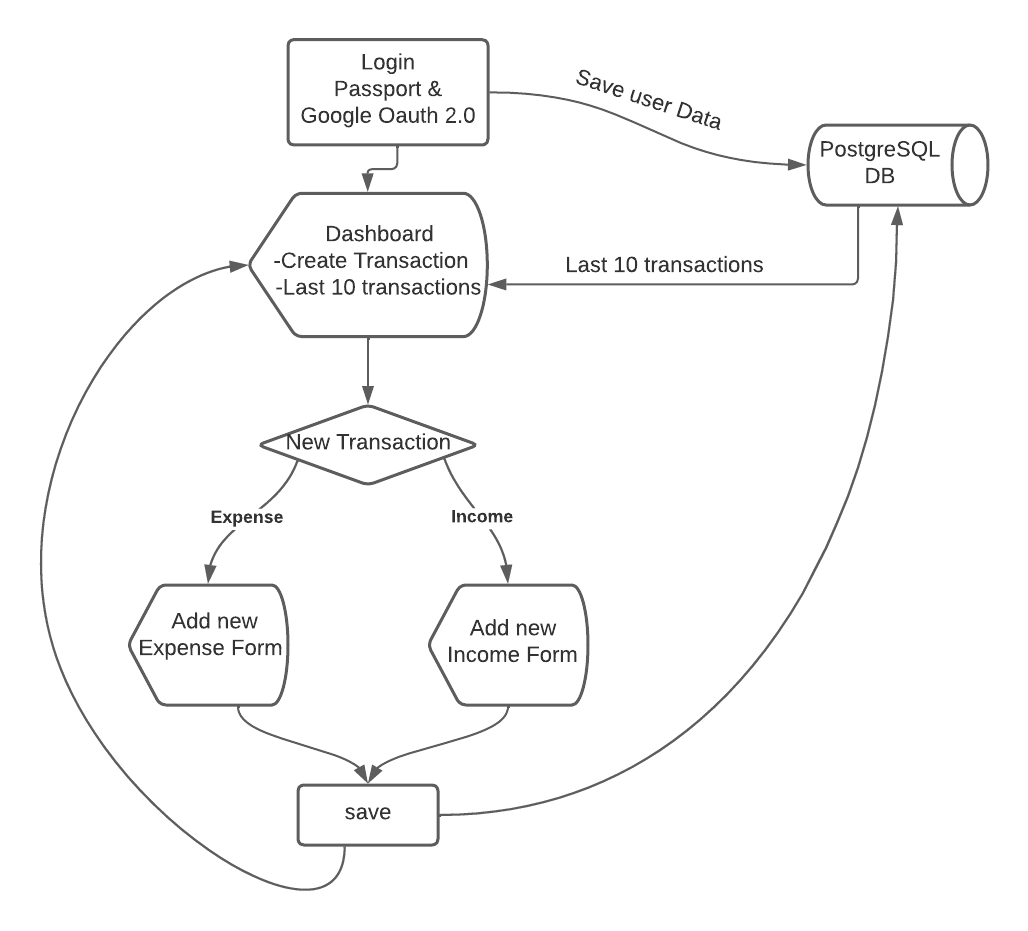 Login
Passport &
Google Oauth 2.0
Save user Data
PostgreSQL
DB
Dashboard
-Create Transaction
-Last 10 transactions
Last 10 transactions
New Transaction
Expense
Income
Add new
Expense Form
Add new
Income Form
save